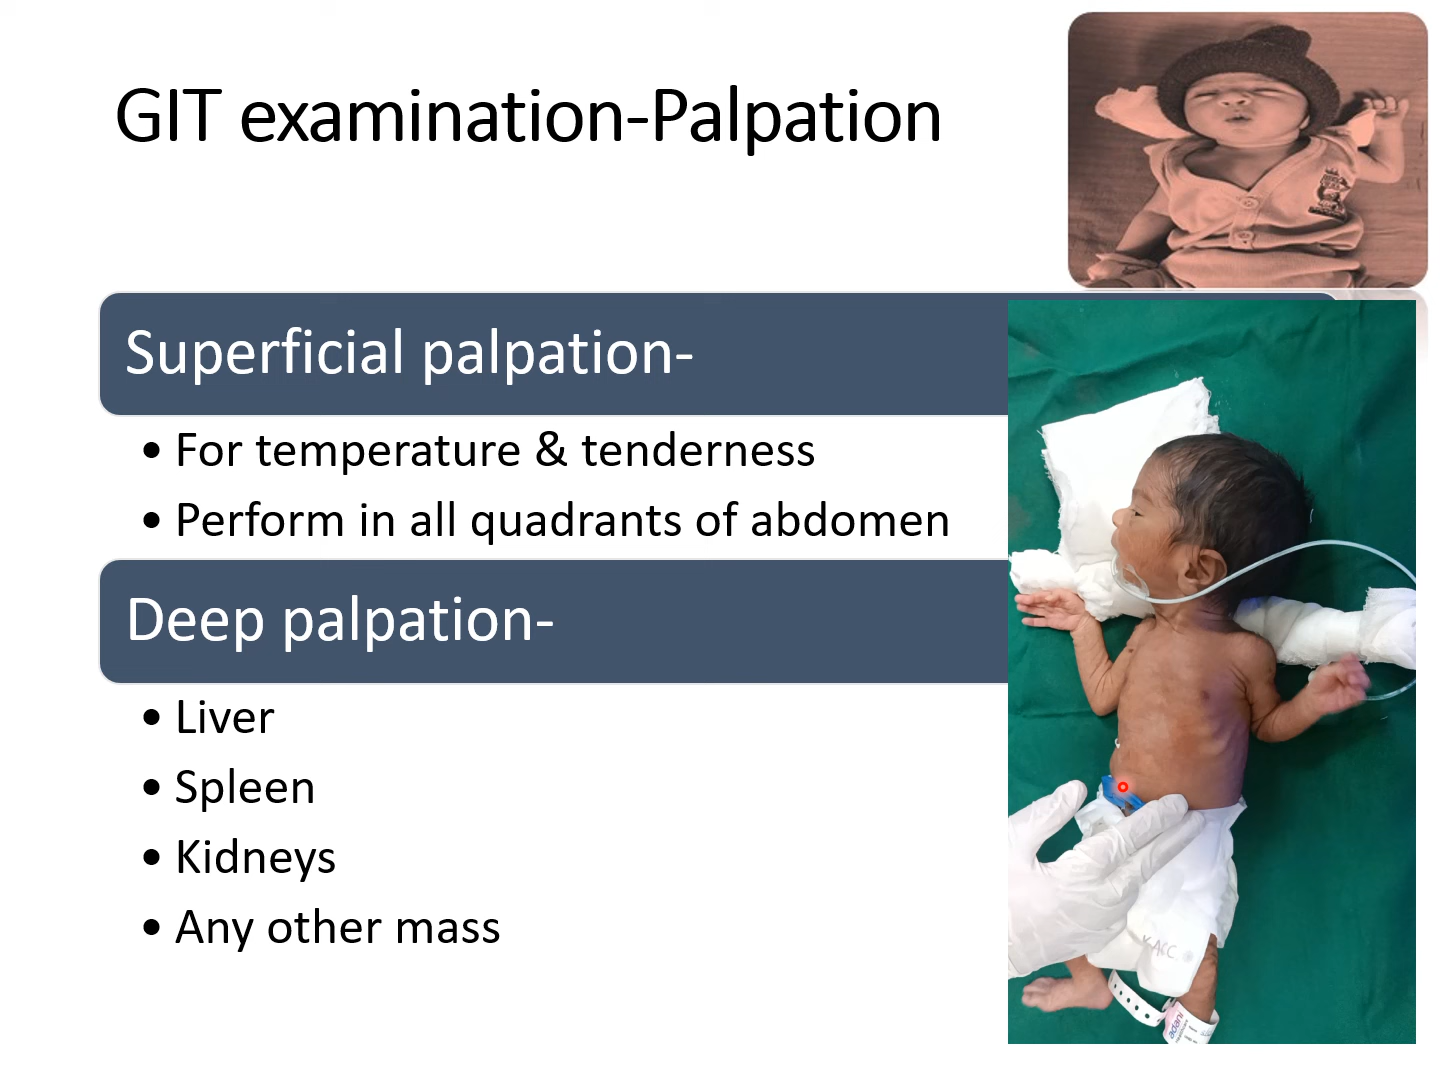 GIT examination-Palpation
Superficial palpation-
• For temperature & tenderness
• Perform in all quadrants of abdomen
Deep palpation-
• Liver
• Spleen
• Kidneys
• Any other mass
adani